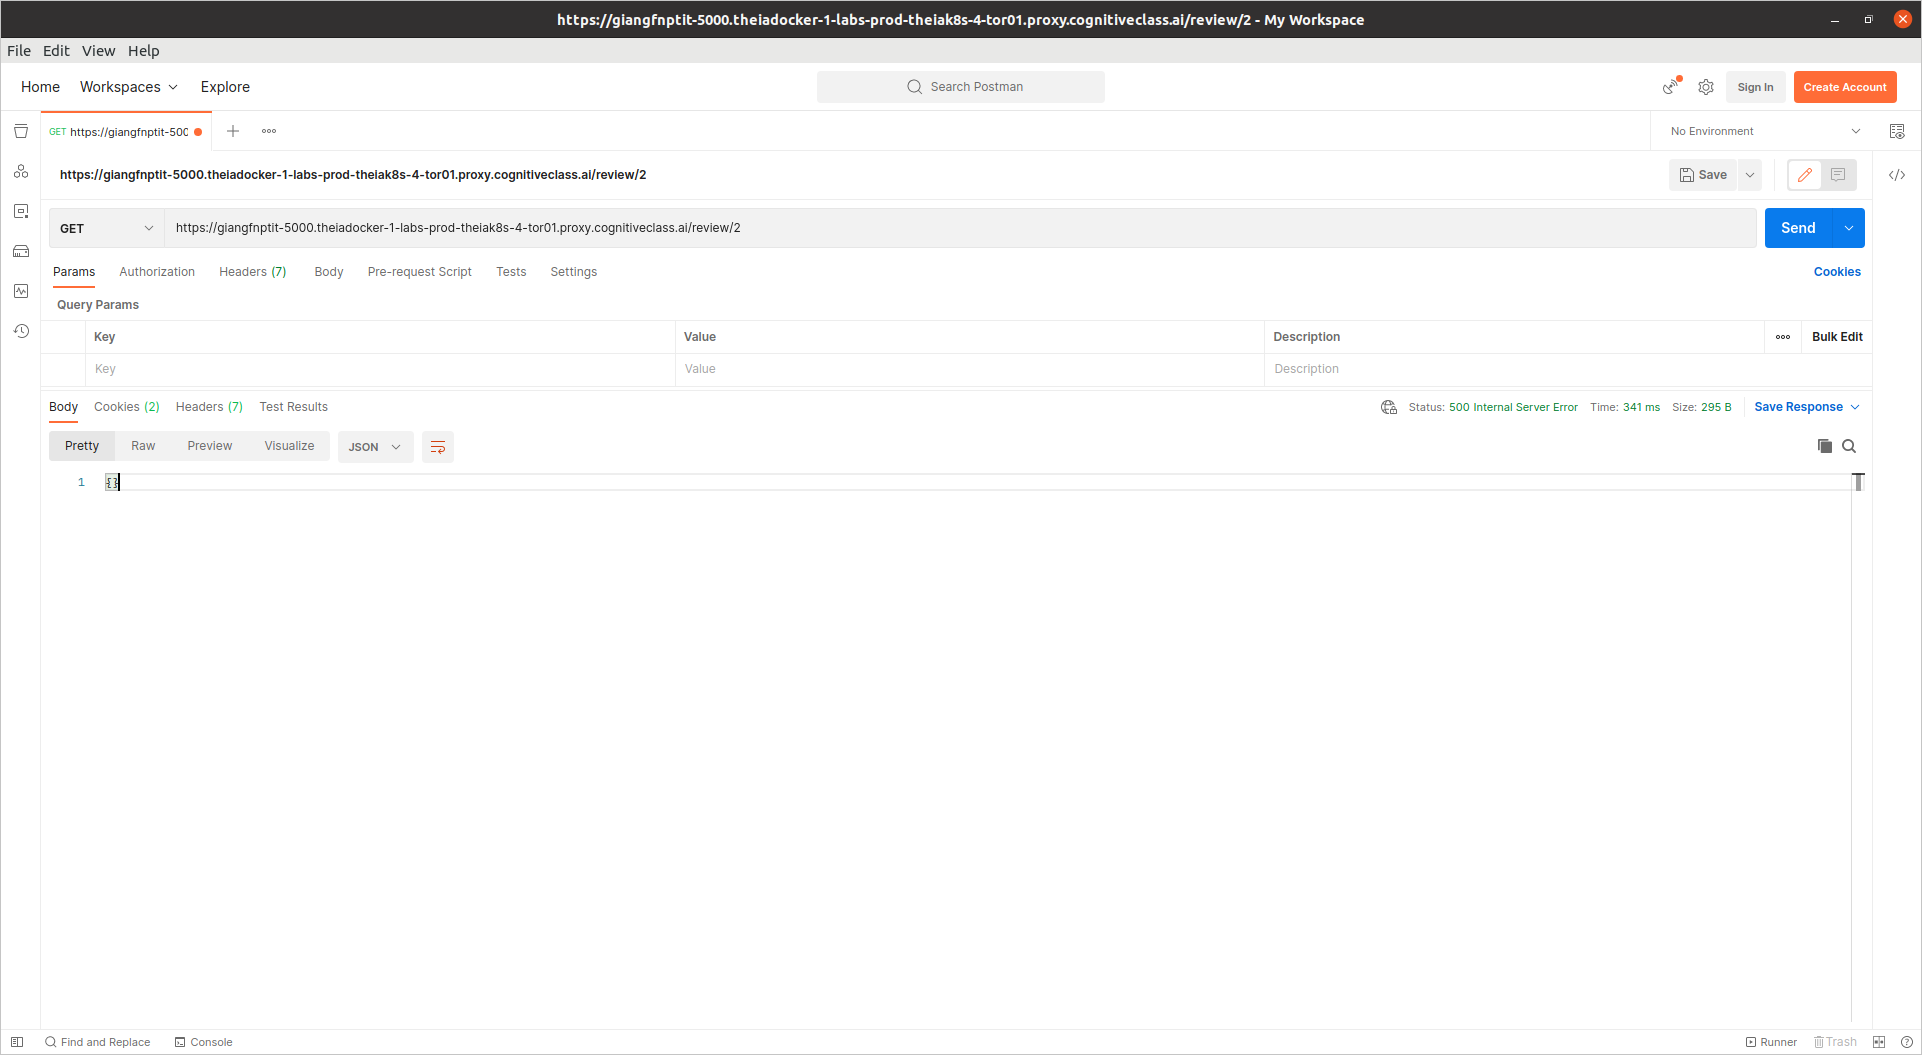 https://giangfnptit-5000.theiadocker-1-labs-prod-theiak8s-4-tor01.proxy.cognitiveclass.ai/review/2 - My Workspace
File Edit View Help
Home Workspaces Explore Search Postman Sign In Create Account
GET https://giangfnptit-500 No Environment
https://giangfnptit-5000.theiadocker-1-labs-prod-theiak8s-4-tor01.proxy.cognitiveclass.ai/review/2 Save
GET https://giangfnptit-5000.theiadocker-1-labs-prod-theiak8s-4-tor01.proxy.cognitiveclass.ai/review/2 Send
Params Authorization Headers (7) Body Pre-request Script Tests Settings Cookies
Query Params
Key Value Description Bulk Edit
Key Value Description
Body Cookies (2) Headers (7) Test Results Status: 500 Internal Server Error Time: 341 ms Size: 295 B Save Response
Pretty Raw Preview Visualize JSON
1 {}
Find and Replace Console Runner Trash